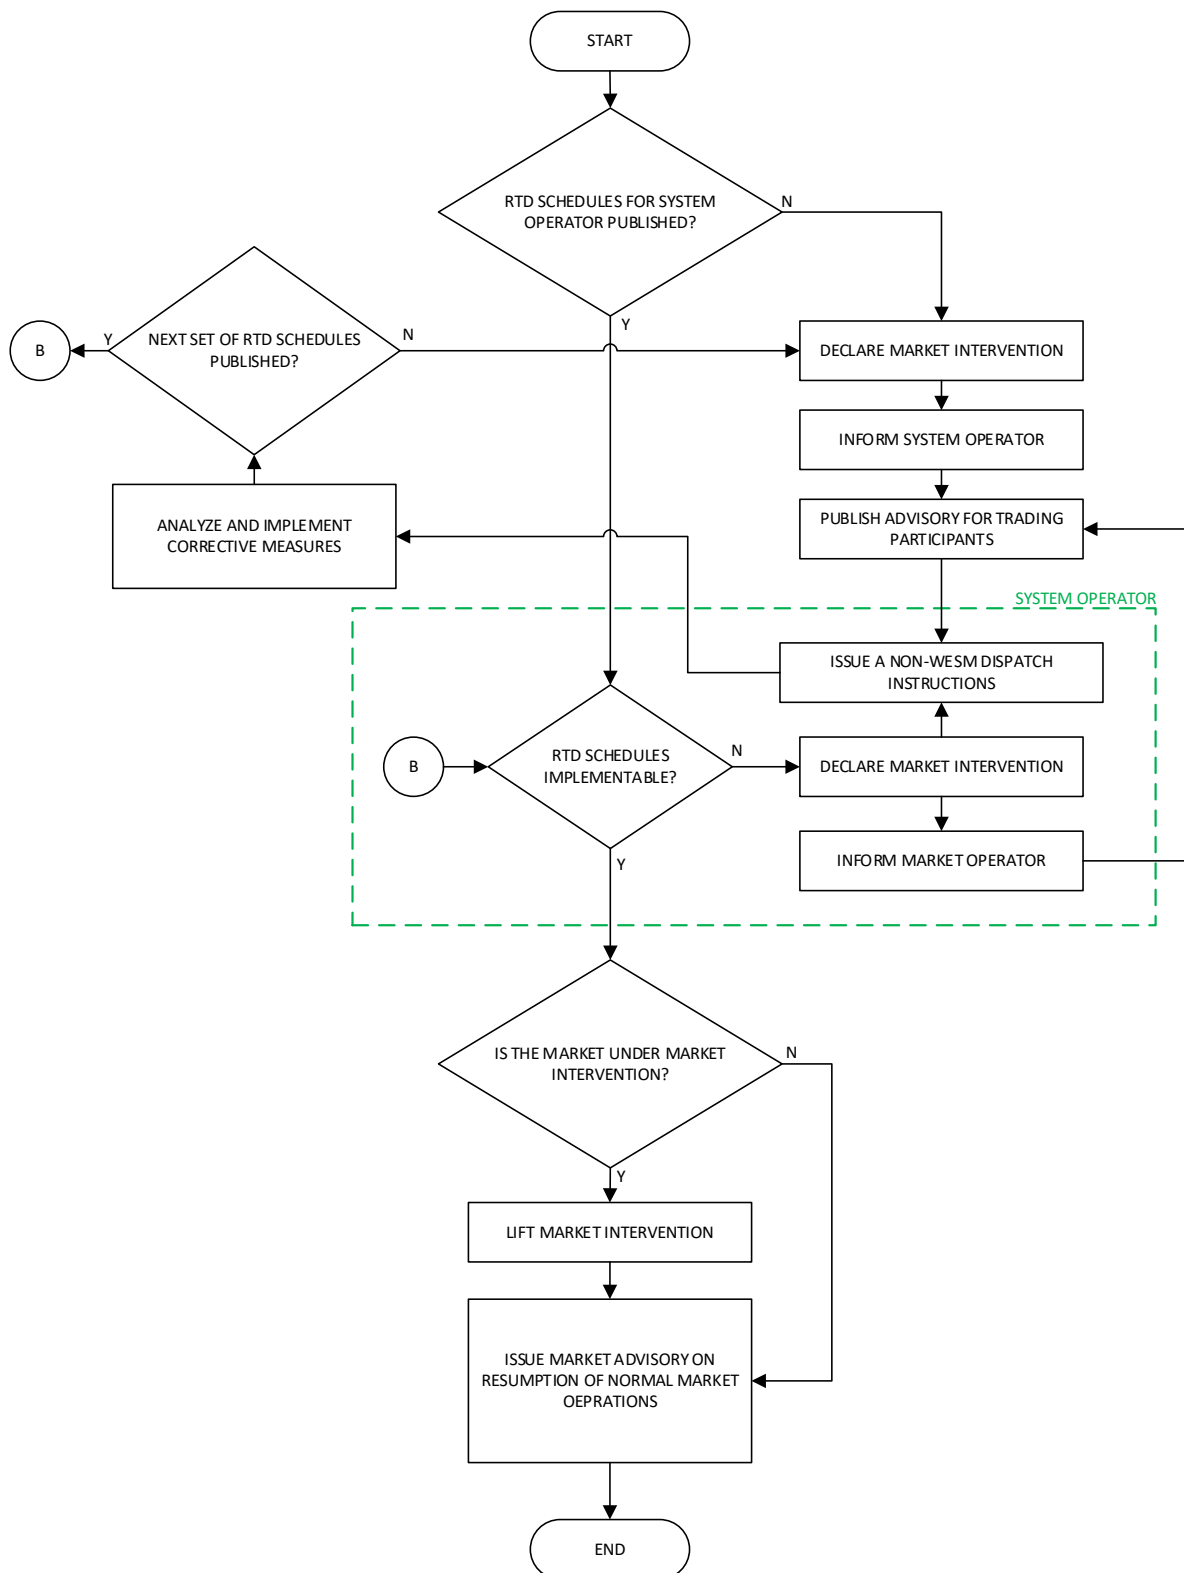 START
RTD SCHEDULES FOR SYSTEM
OPERATOR PUBLISHED?
N
Y
NEXT SET OF RTD SCHEDULES
PUBLISHED?
Y
N
B
DECLARE MARKET INTERVENTION
INFORM SYSTEM OPERATOR
ANALYZE AND IMPLEMENT
CORRECTIVE MEASURES
PUBLISH ADVISORY FOR TRADING
PARTICIPANTS
SYSTEM OPERATOR
ISSUE A NON-WESM DISPATCH
INSTRUCTIONS
B
RTD SCHEDULES
IMPLEMENTABLE?
N
Y
DECLARE MARKET INTERVENTION
INFORM MARKET OPERATOR
IS THE MARKET UNDER MARKET
INTERVENTION?
N
Y
LIFT MARKET INTERVENTION
ISSUE MARKET ADVISORY ON
RESUMPTION OF NORMAL MARKET
OEPRATIONS
END